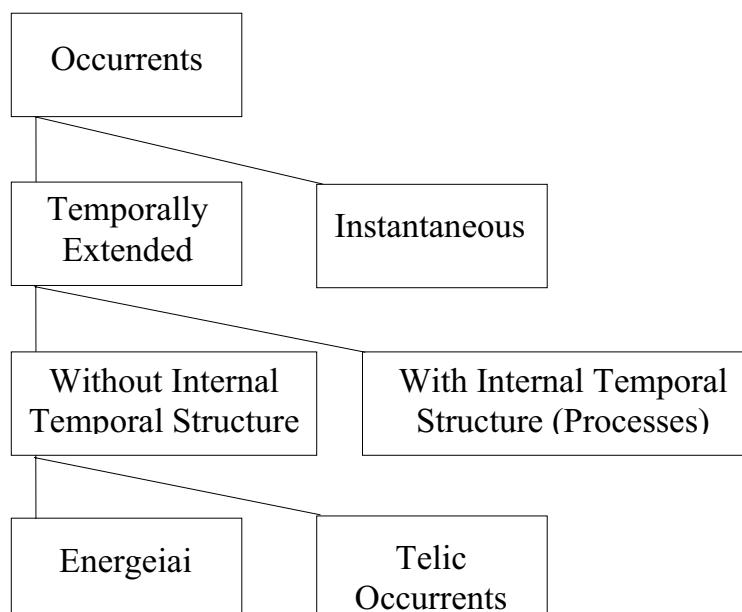 Occurrents
Temporally
Extended
Instantaneous
Without Internal
Temporal Structure
With Internal Temporal
Structure (Processes)
Energeiai
Telic
Occurrents